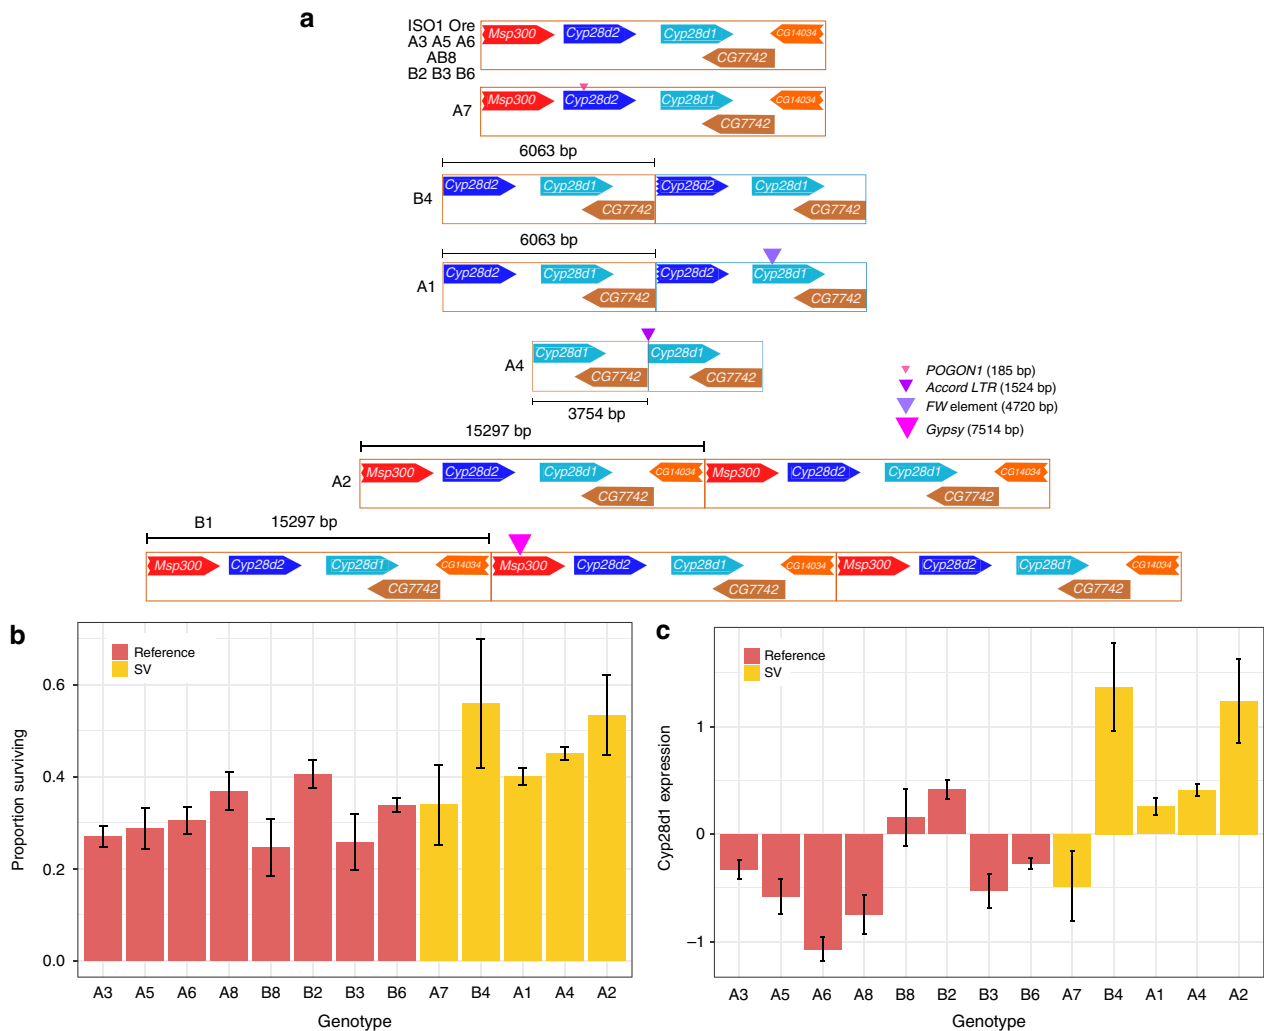 a
ISO1 Ore
A3 A5 A6
AB8
B2 B3 B6
Msp300 Cyp28d2 Cyp28d1 CG14034
CG7742
A7
Msp300 Cyp28d2 Cyp28d1 CG14034
CG7742
6063 bp
B4
Cyp28d2 Cyp28d1 Cyp28d2 Cyp28d1
CG7742 CG7742
6063 bp
A1
Cyp28d2 Cyp28d1 Cyp28d2 Cyp28d1
CG7742 CG7742
A4
Cyp28d1 Cyp28d1
CG7742 CG7742
3754 bp
POGON1 (185 bp)
Accord LTR (1524 bp)
FW element (4720 bp)
Gypsy (7514 bp)
15297 bp
A2
Msp300 Cyp28d2 Cyp28d1 CG14034 Msp300 Cyp28d2 Cyp28d1 CG14034
CG7742 CG7742
B1 15297 bp
Msp300 Cyp28d2 Cyp28d1 CG14034 Msp300 Cyp28d2 Cyp28d1 CG14034 Msp300 Cyp28d2 Cyp28d1 CG14034
CG7742 CG7742 CG7742
b
Reference
SV
Proportion surviving
0.6
0.4
0.2
0.0
A3 A5 A6 A8 B8 B2 B3 B6 A7 B4 A1 A4 A2
Genotype
c
Reference
SV
Cyp28d1 expression
1
0
−1
A3 A5 A6 A8 B8 B2 B3 B6 A7 B4 A1 A4 A2
Genotype